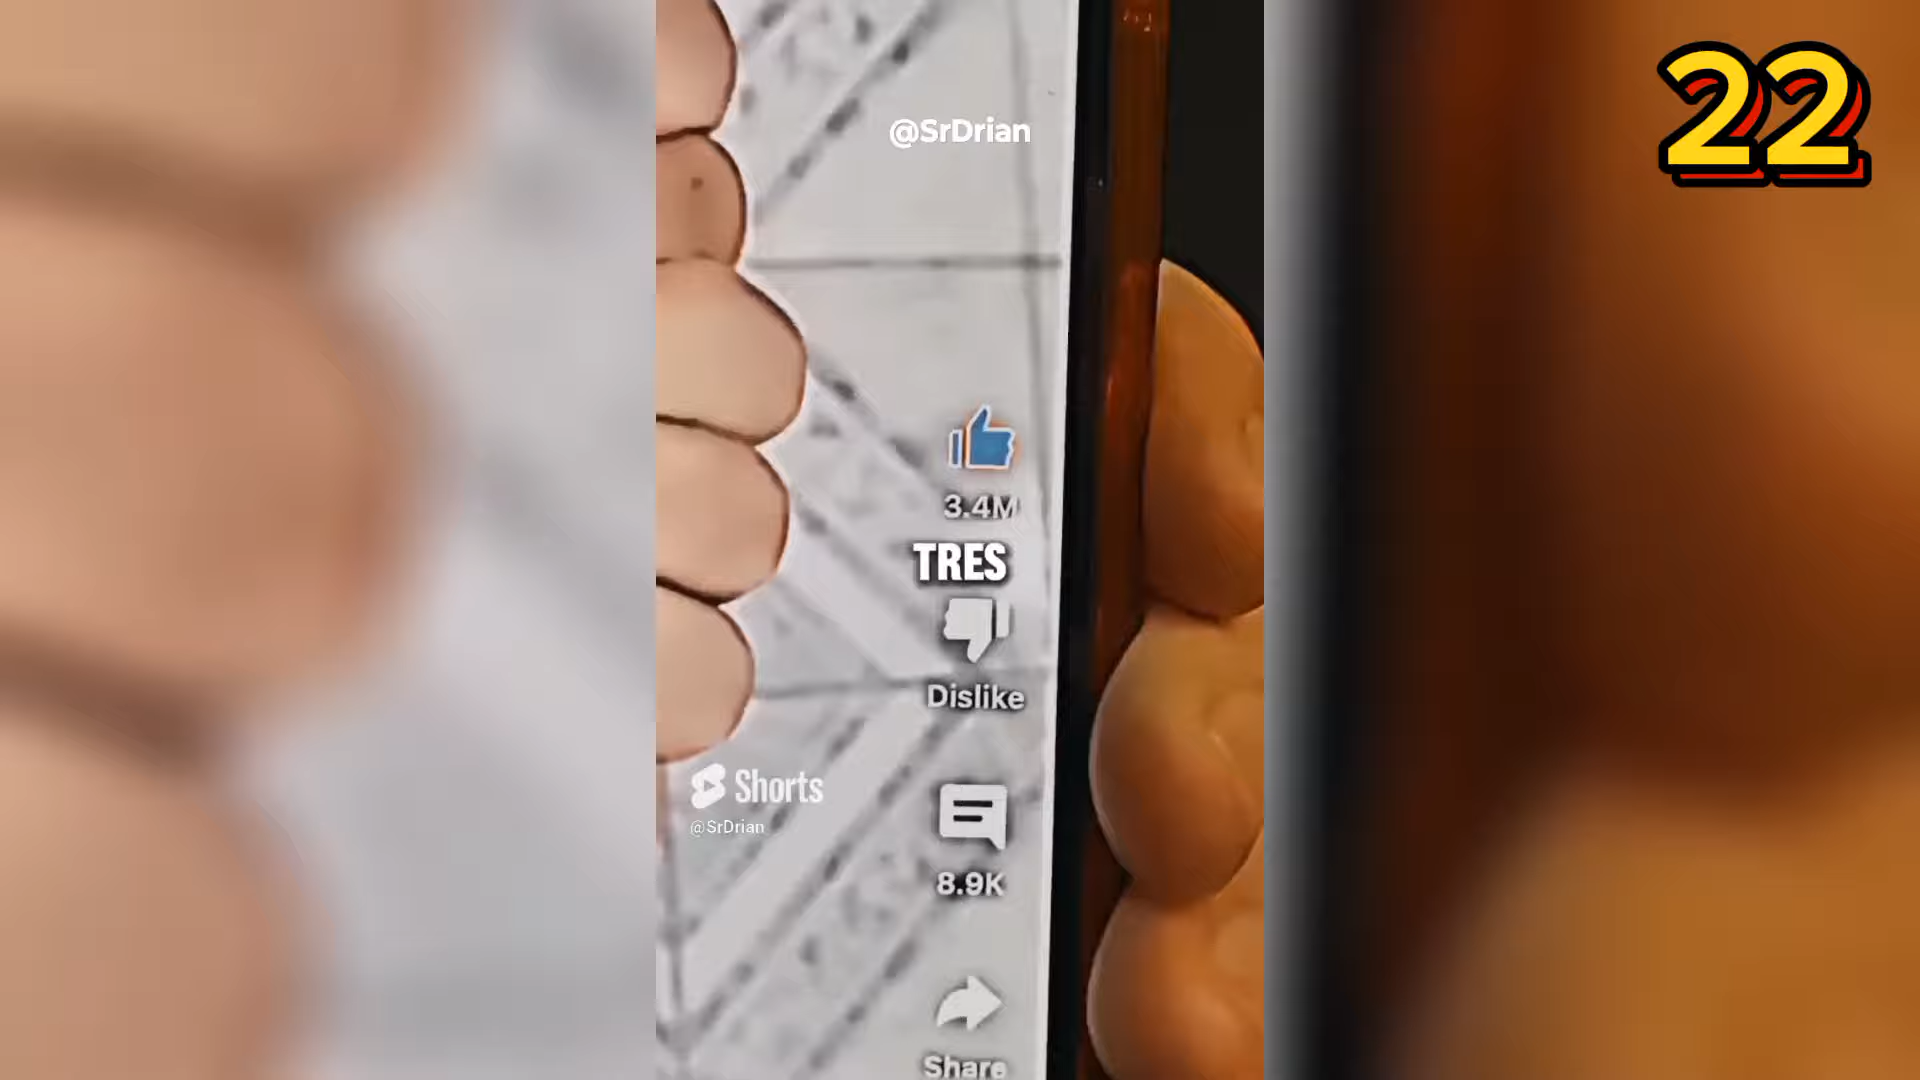 22
@SrDrian
3.4M
TRES
Dislike
Shorts
@SrDrian
8.9K
Share